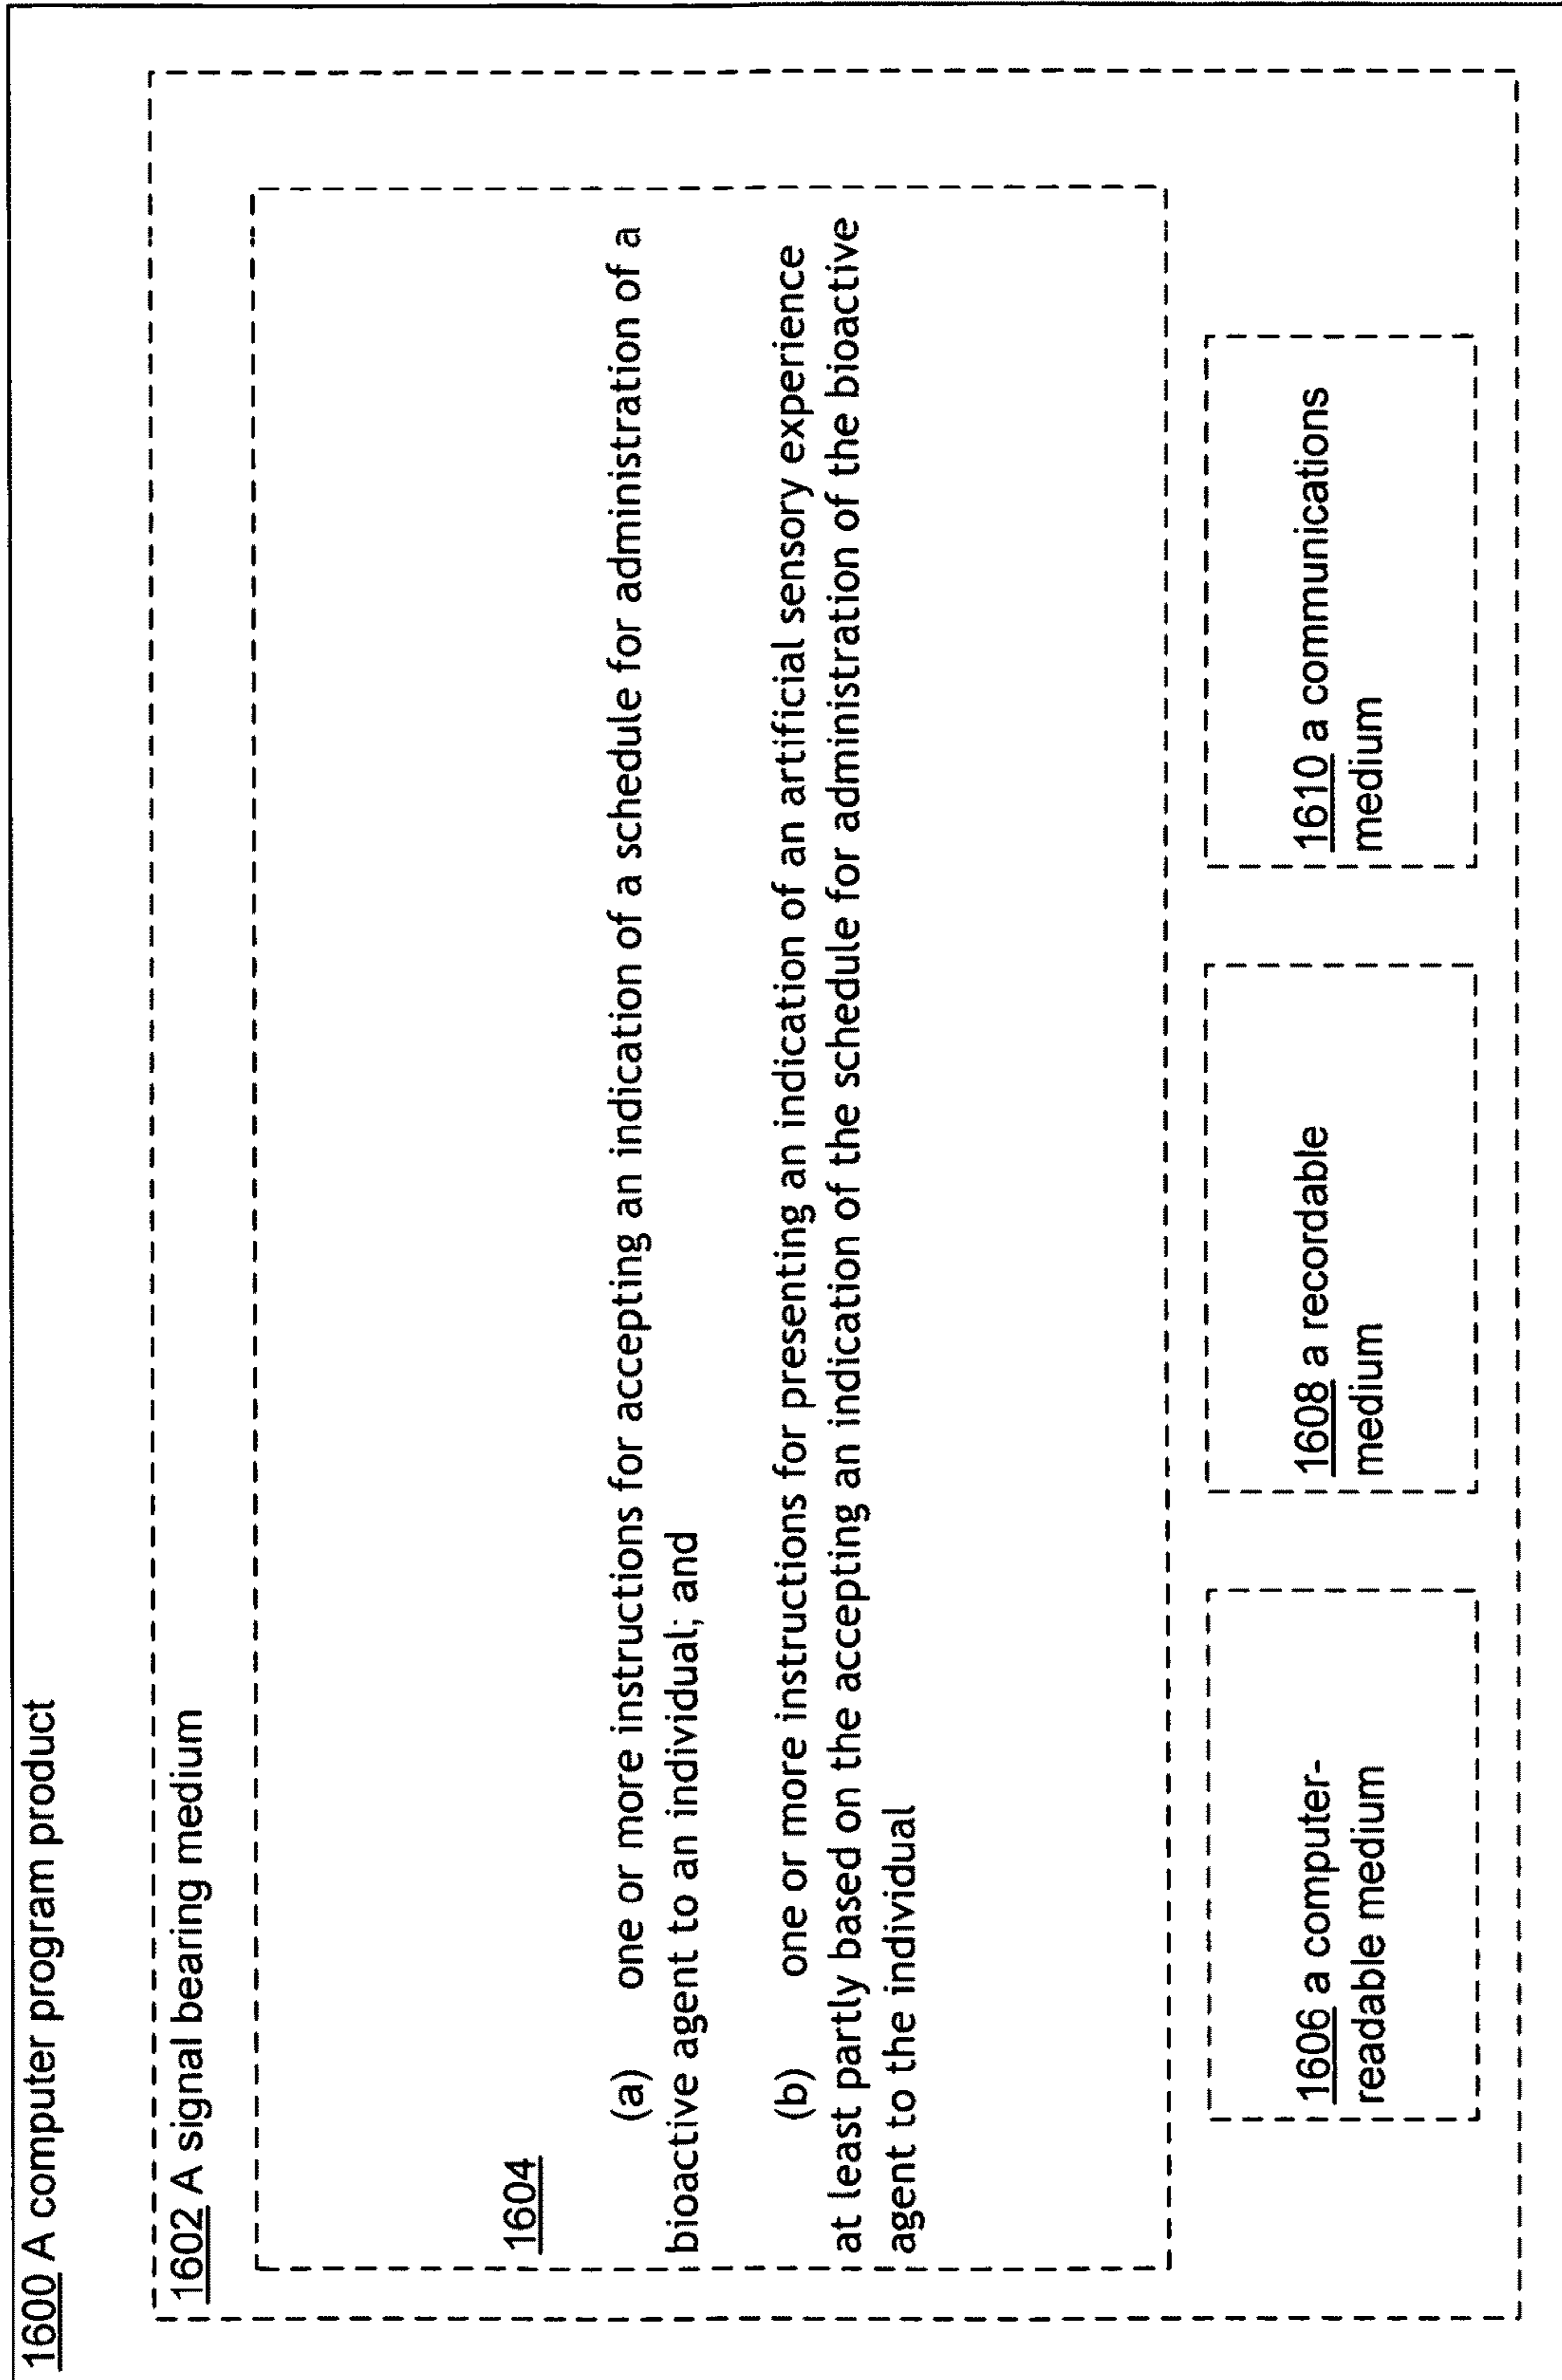 1600 A computer program product
1602 A signal bearing medium
1604
(a) one or more instructions for accepting an indication of a schedule for administration of a
bioactive agent to an individual; and
(b) one or more instructions for presenting an indication of an artificial sensory experience
at least partly based on the accepting an indication of the schedule for administration of the bioactive
agent to the individual
1606 a computer-
readable medium
1608 a recordable
medium
1610 a communications
medium